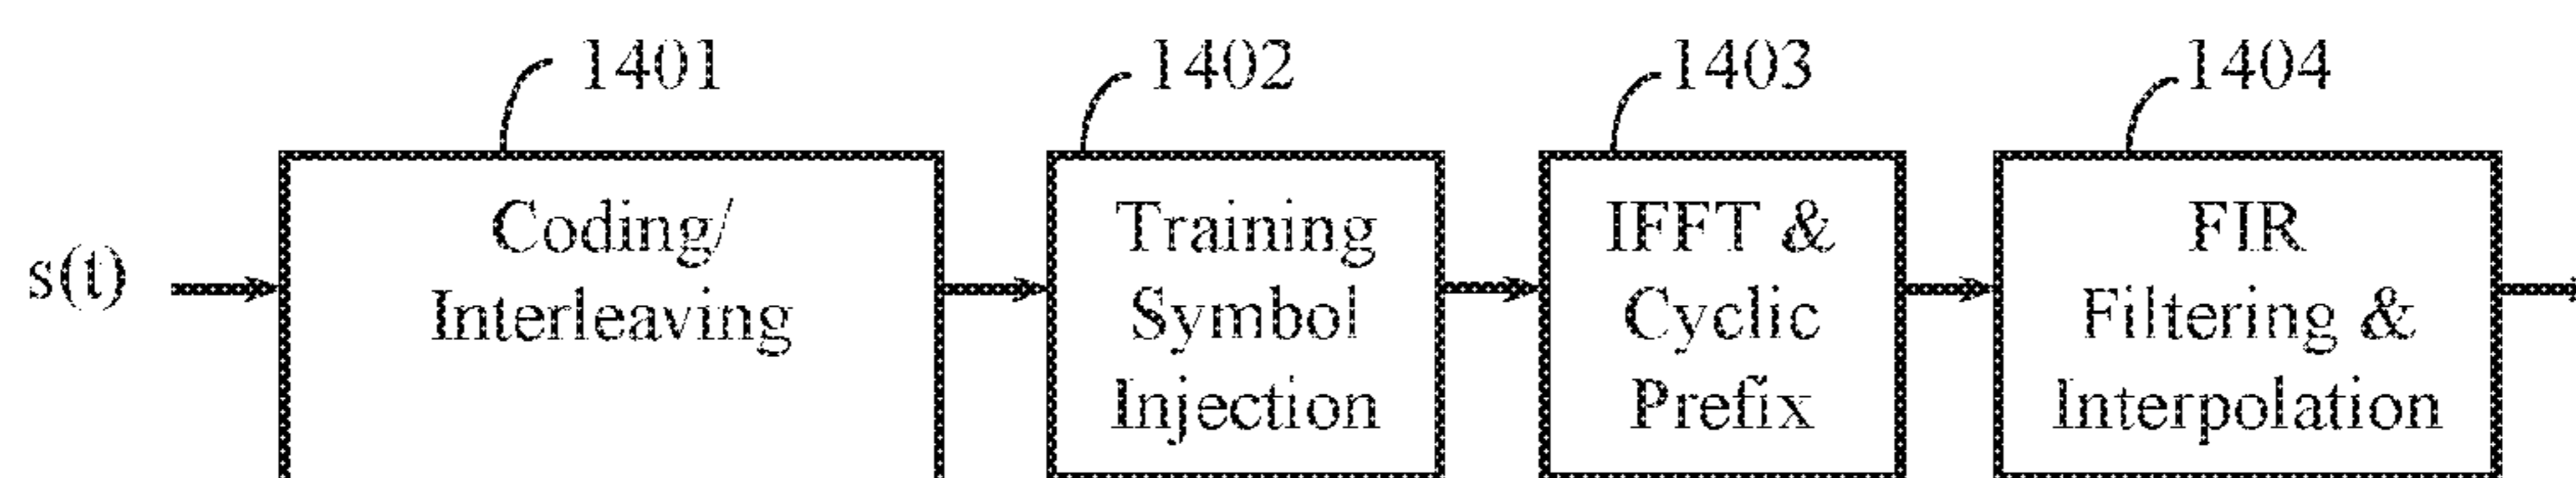 1401
1402
1403
1404
s(t)
Coding/
Interleaving
Training
Symbol
Injection
IFFT &
Cyclic
Prefix
FIR
Filtering &
Interpolation